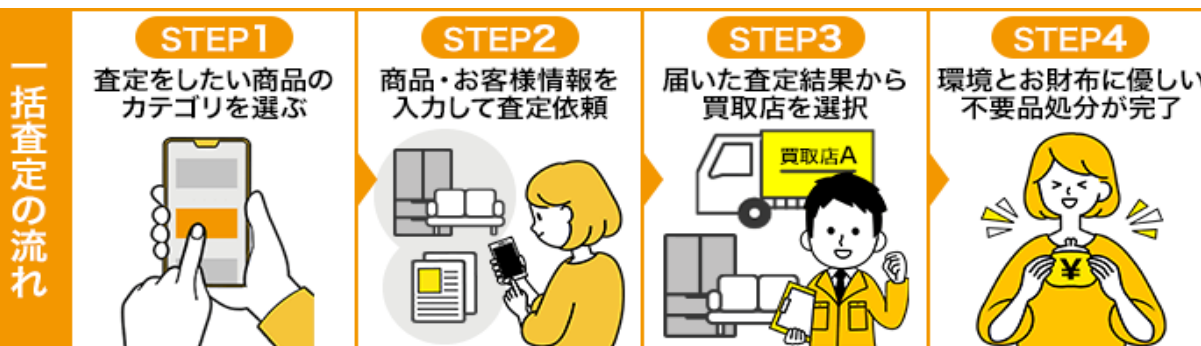 一括査定の流れ
STEP1
査定をしたい商品の
カテゴリを選ぶ
STEP2
商品・お客様情報を
入力して査定依頼
STEP3
届いた査定結果から
買取店を選択
買取店A
STEP4
環境とお財布に優しい
不要品処分が完了
¥